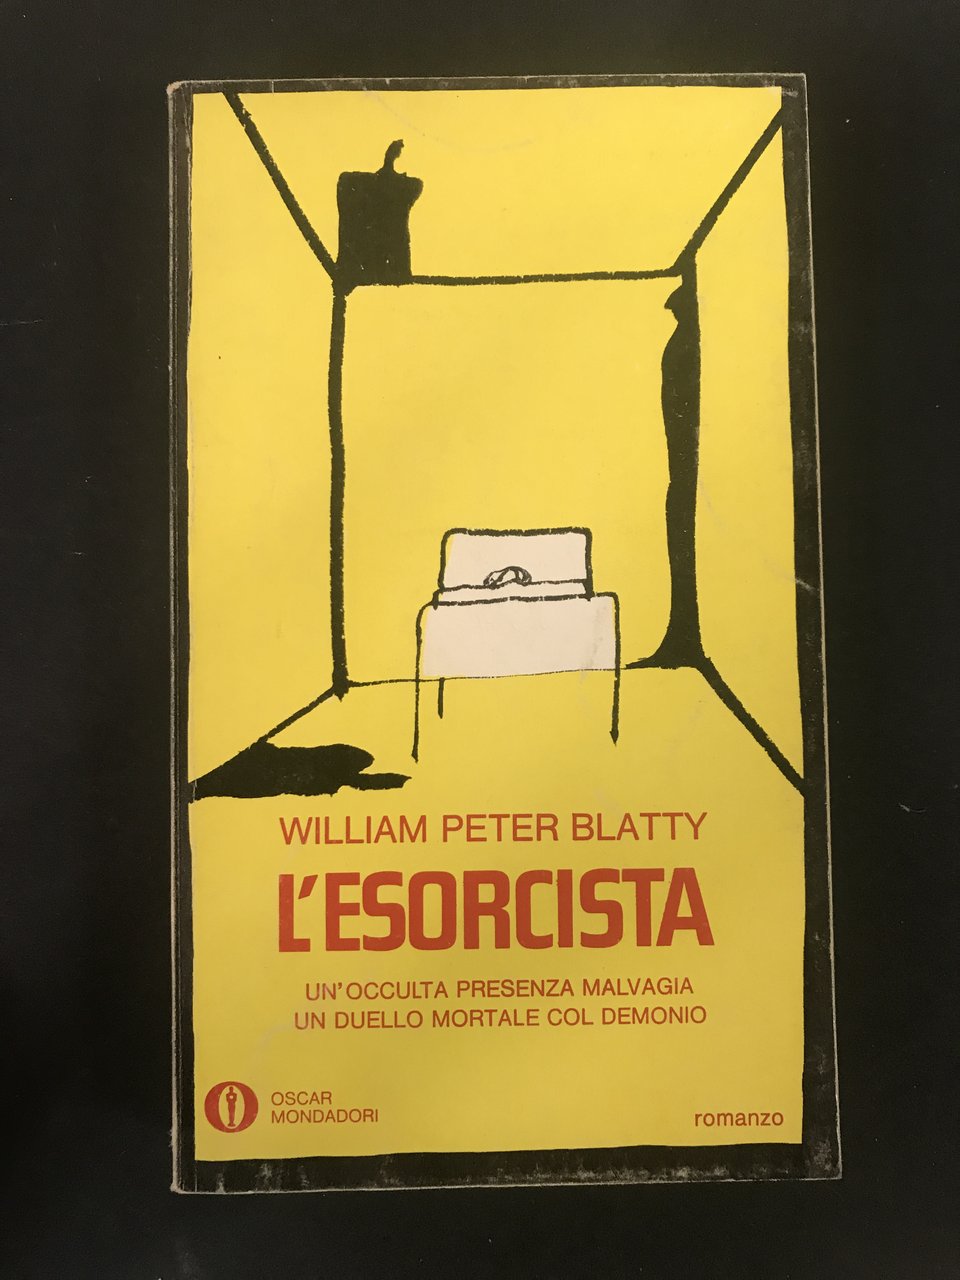 WILLIAM PETER BLATTY
L'ESORCISTA
UN'OCCULTA PRESENZA MALVAGIA
UN DUELLO MORTALE COL DEMONIO
OSCAR
MONDADORI
romanzo